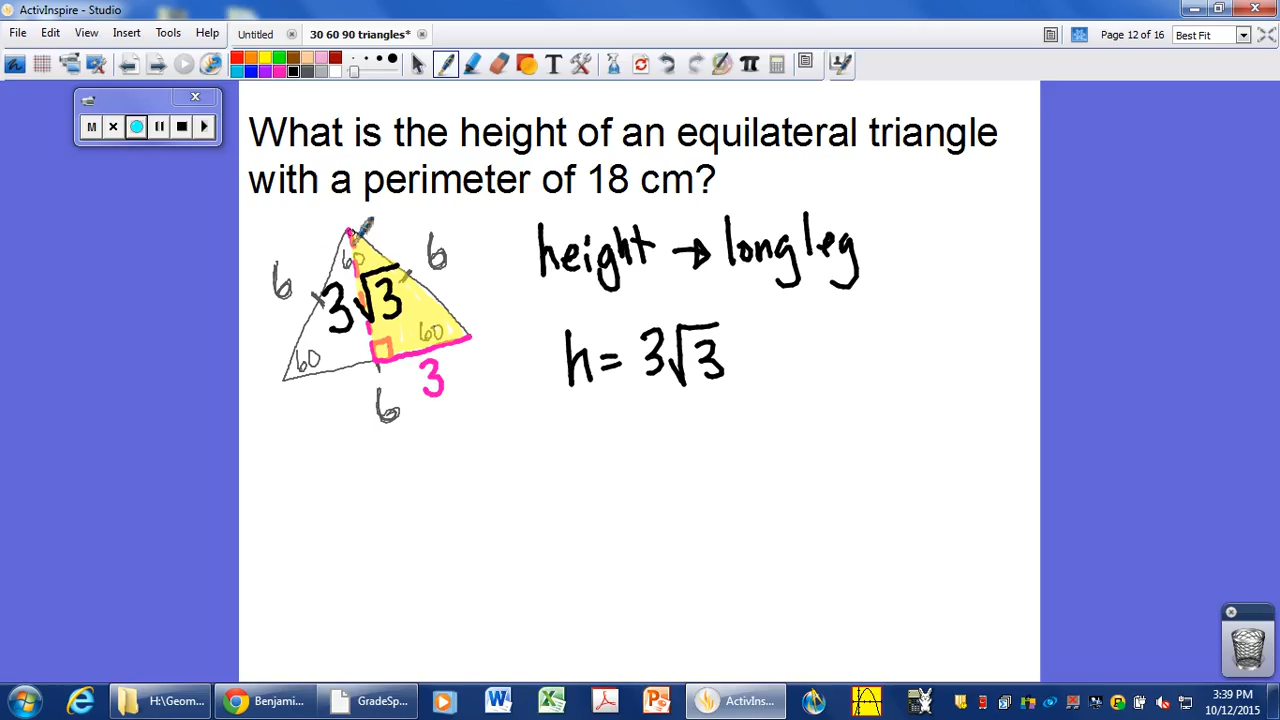 ActivInspire - Studio
File Edit View Insert Tools Help
Untitled
30 60 90 triangles*
Page 12 of 16
Best Fit
M
What is the height of an equilateral triangle
with a perimeter of 18 cm?
height → long leg
h = 3√3
6
60
6
3√3
60
60
3
6
H:\Geom...
Benjami...
GradeSp...
ActivIns...
3:39 PM
10/12/2015